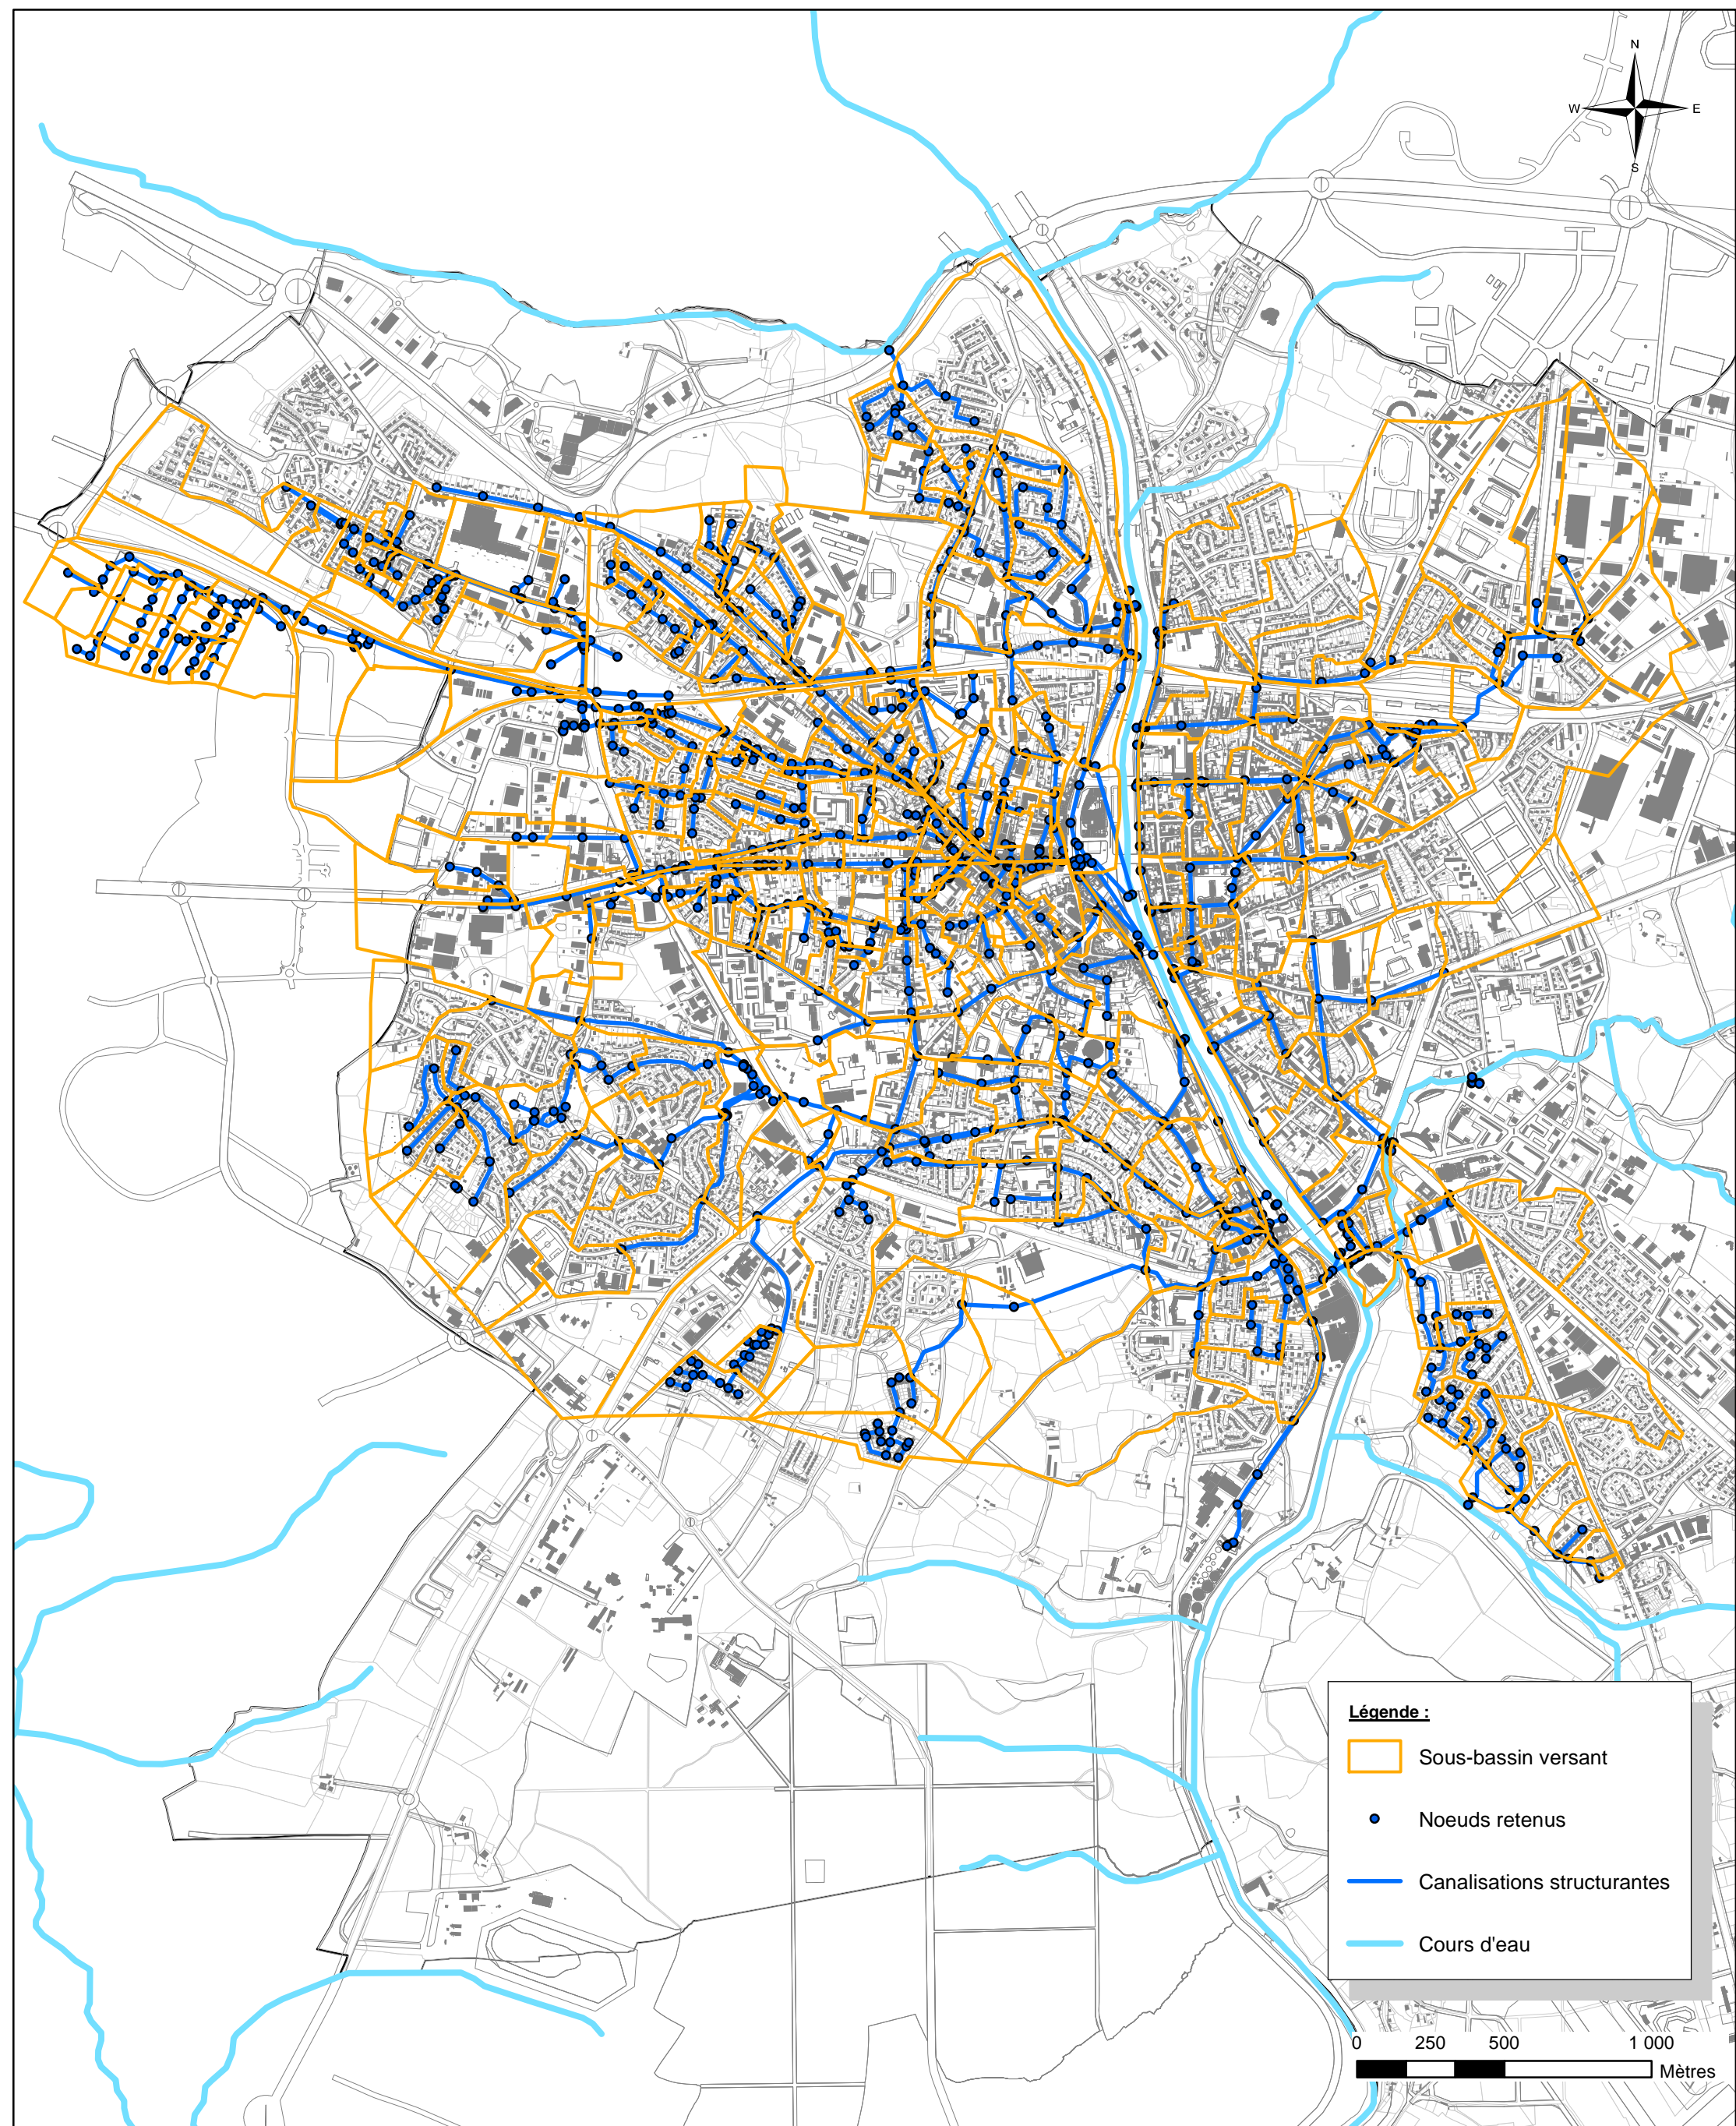 N
W E
S
Légende :
Sous-bassin versant
Noeuds retenus
Canalisations structurantes
Cours d'eau
0 250 500 1 000
Mètres